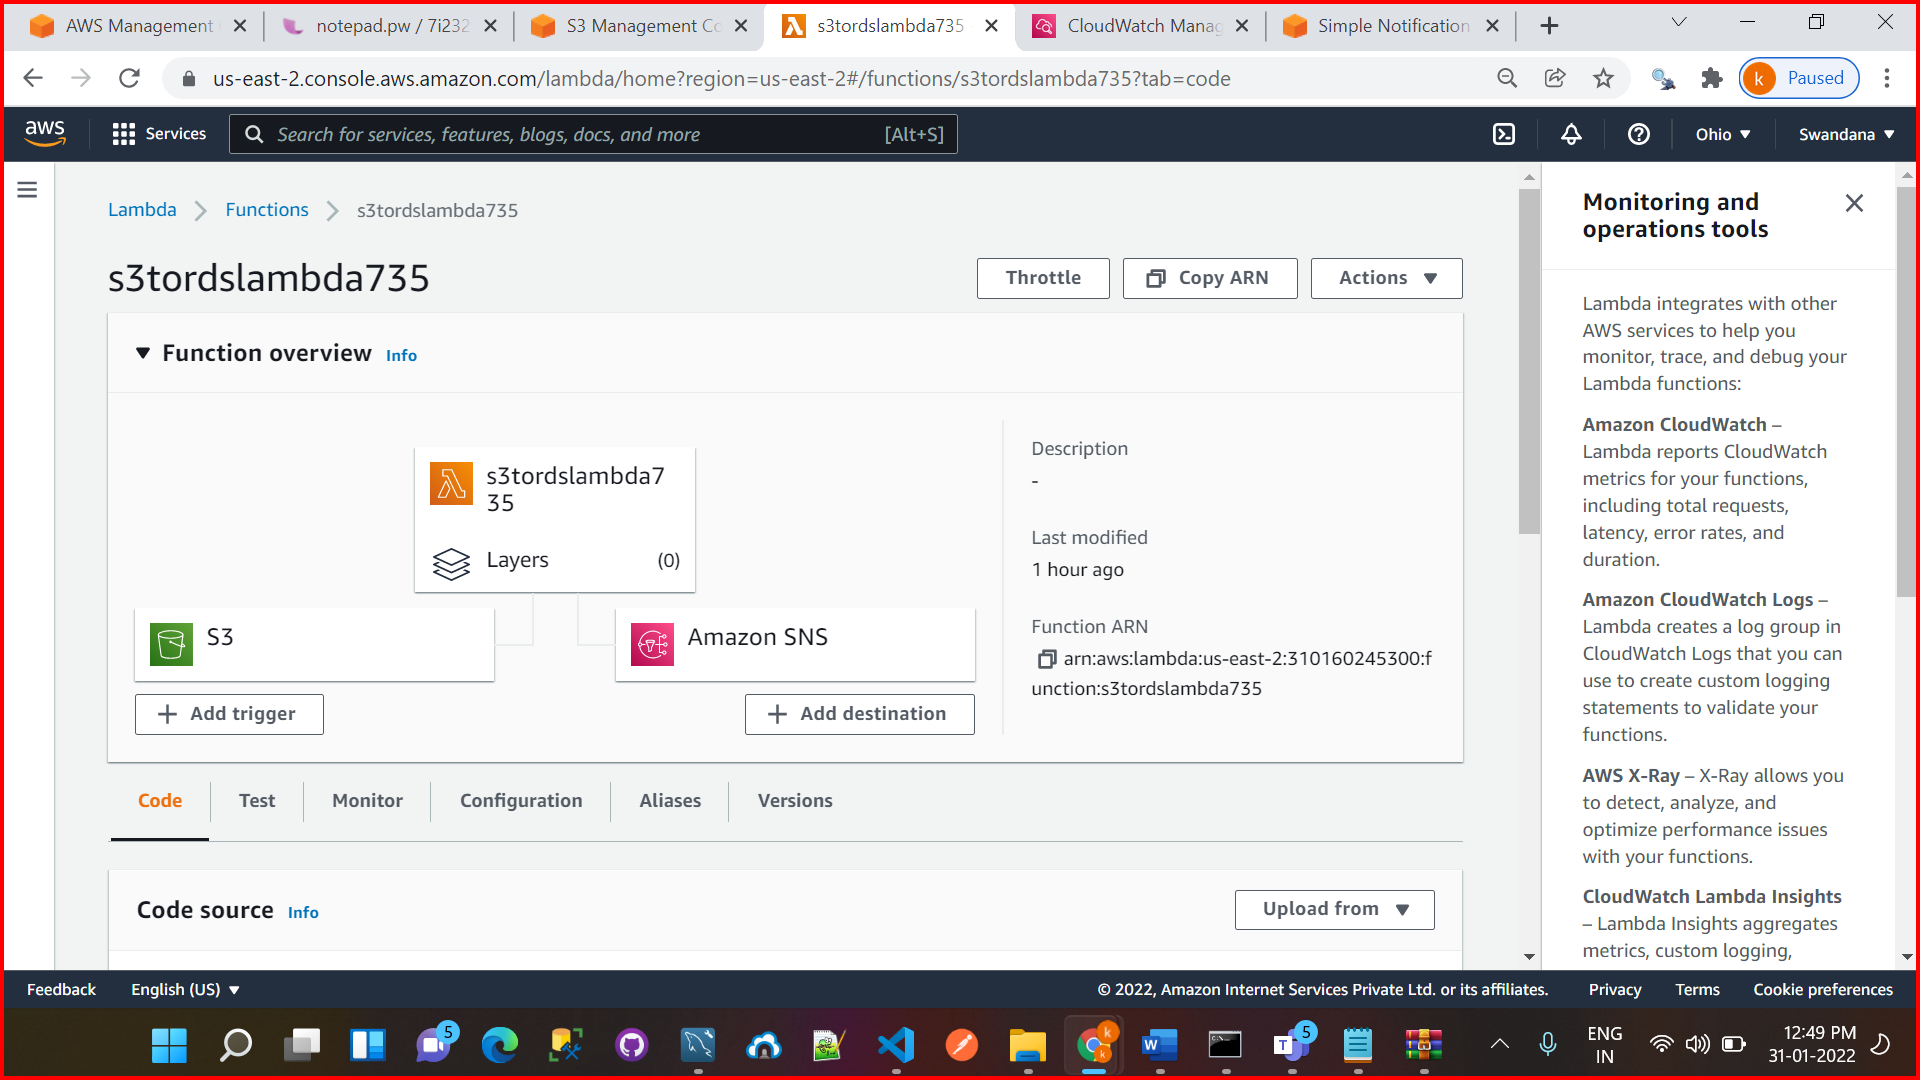 AWS Management
notepad.pw / 7i232
S3 Management Co
s3tordslambda735
CloudWatch Manag
Simple Notification
us-east-2.console.aws.amazon.com/lambda/home?region=us-east-2#/functions/s3tordslambda735?tab=code
k Paused
aws
Services
Search for services, features, blogs, docs, and more [Alt+S]
Ohio
Swandana
Lambda
Functions
s3tordslambda735
s3tordslambda735
Throttle
Copy ARN
Actions
Function overview Info
s3tordslambda7
35
Layers (0)
S3
Amazon SNS
Add trigger
Add destination
Description
-
Last modified
1 hour ago
Function ARN
arn:aws:lambda:us-east-2:310160245300:f
unction:s3tordslambda735
Code
Test
Monitor
Configuration
Aliases
Versions
Code source Info
Upload from
Monitoring and
operations tools
Lambda integrates with other
AWS services to help you
monitor, trace, and debug your
Lambda functions:
Amazon CloudWatch –
Lambda reports CloudWatch
metrics for your functions,
including total requests,
latency, error rates, and
duration.
Amazon CloudWatch Logs –
Lambda creates a log group in
CloudWatch Logs that you can
use to create custom logging
statements to validate your
functions.
AWS X-Ray – X-Ray allows you
to detect, analyze, and
optimize performance issues
with your functions.
CloudWatch Lambda Insights
– Lambda Insights aggregates
metrics, custom logging,
Feedback
English (US)
© 2022, Amazon Internet Services Private Ltd. or its affiliates.
Privacy
Terms
Cookie preferences
5
k
k
W
T
5
ENG
IN
12:49 PM
31-01-2022